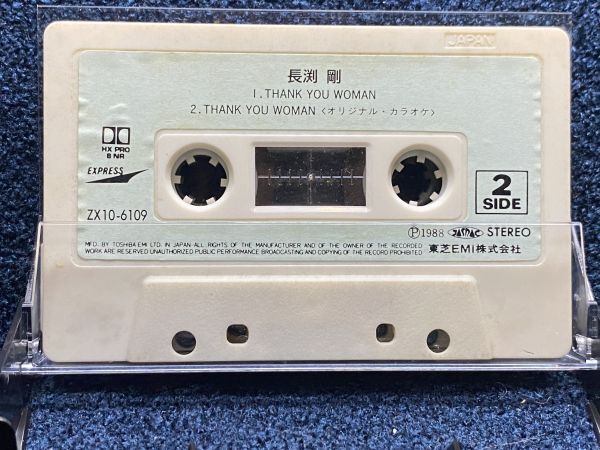 JAPAN
長渕 剛
1. THANK YOU WOMAN
2. THANK YOU WOMAN〈オリジナル・カラオケ〉
HX PRO
B NR
EXPRESS
ZX10-6109
2
SIDE
Ⓟ1988 JASRAC STEREO
MFD. BY TOSHIBA EMI LTD. IN JAPAN·ALL RIGHTS OF THE MANUFACTURER AND OF THE OWNER OF THE RECORDED
WORK ARE RESERVED UNAUTHORIZED PUBLIC PERFORMANCE BROADCASTING AND COPYING OF THE RECORD PROHIBITED
東芝EMI株式会社